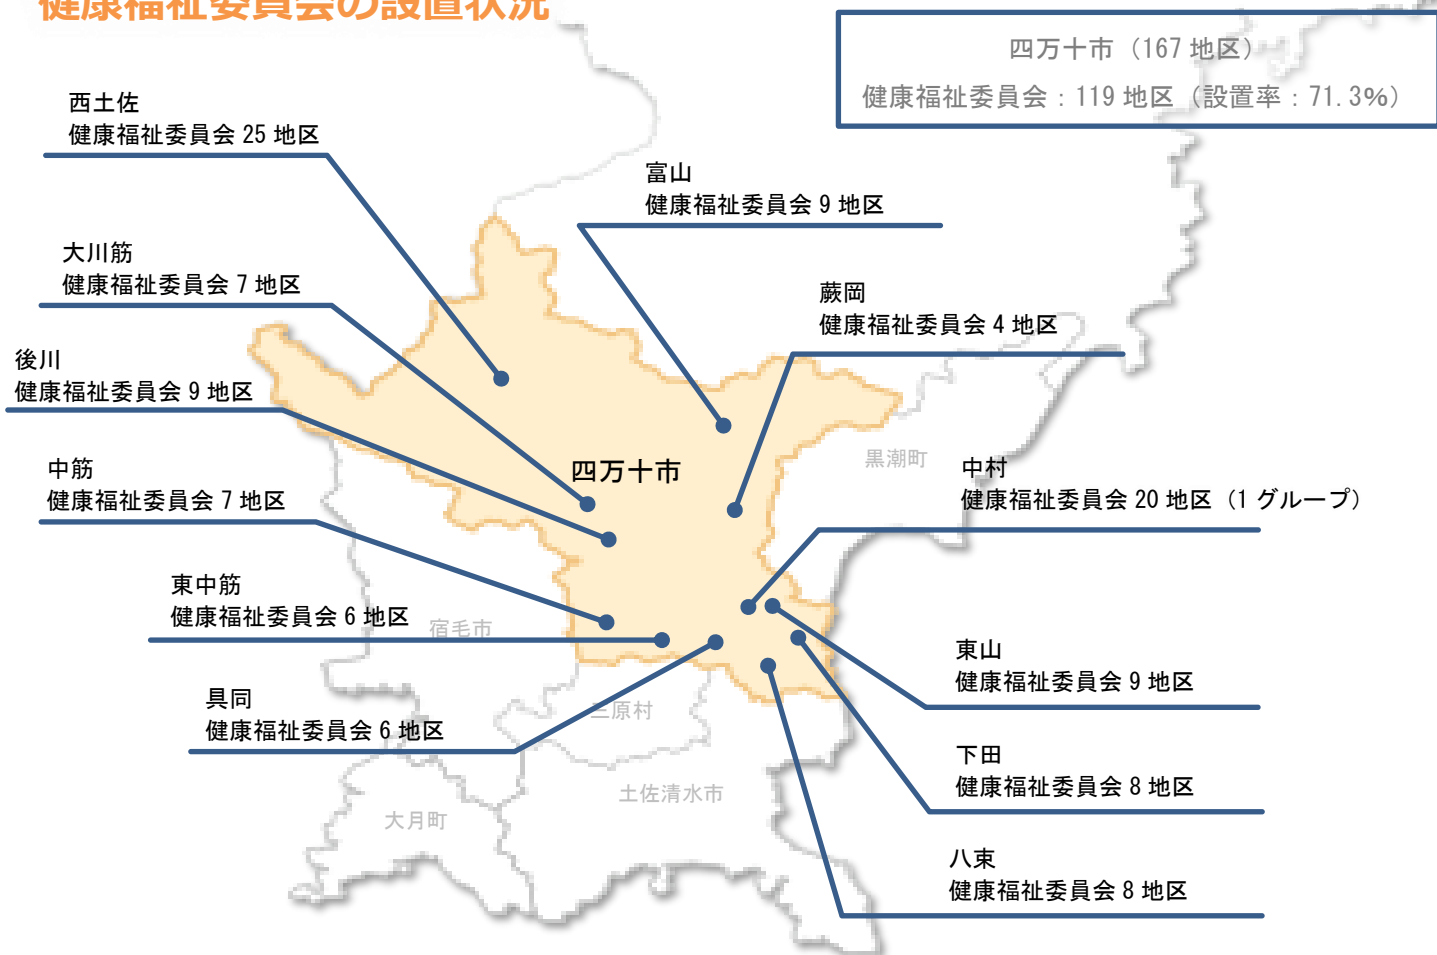 健康福祉委員会の設置状況
四万十市（167 地区）
健康福祉委員会：119 地区（設置率：71.3%）
西土佐
健康福祉委員会 25 地区
富山
健康福祉委員会 9 地区
大川筋
健康福祉委員会 7 地区
蕨岡
健康福祉委員会 4 地区
後川
健康福祉委員会 9 地区
黒潮町
四万十市
中筋
健康福祉委員会 7 地区
中村
健康福祉委員会 20 地区（1 グループ）
東中筋
健康福祉委員会 6 地区
宿毛市
東山
健康福祉委員会 9 地区
具同
健康福祉委員会 6 地区
三原村
下田
健康福祉委員会 8 地区
土佐清水市
大月町
八束
健康福祉委員会 8 地区